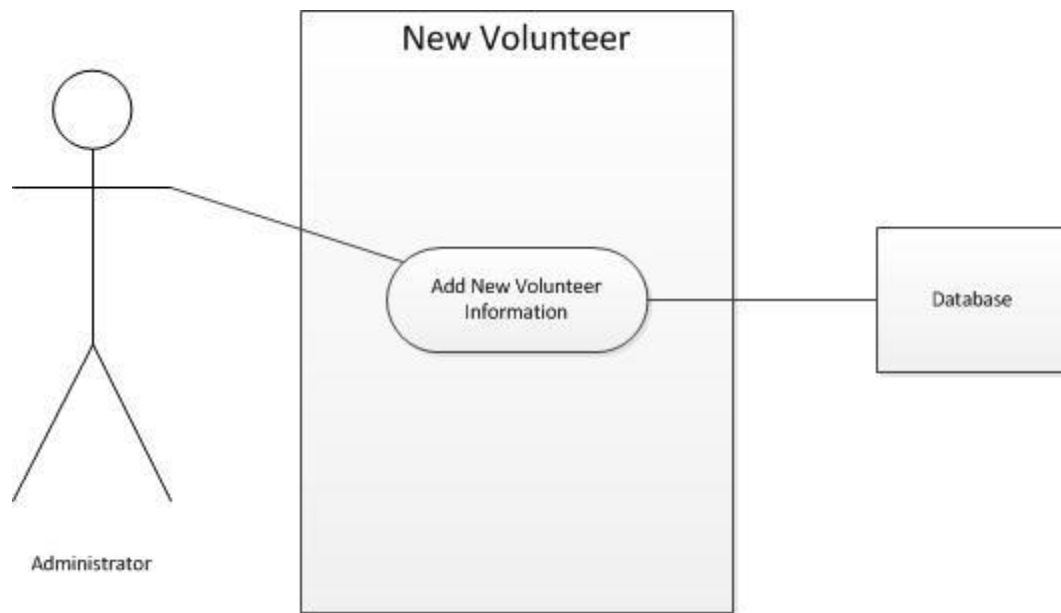 New Volunteer
Add New Volunteer
Information
Database
Administrator